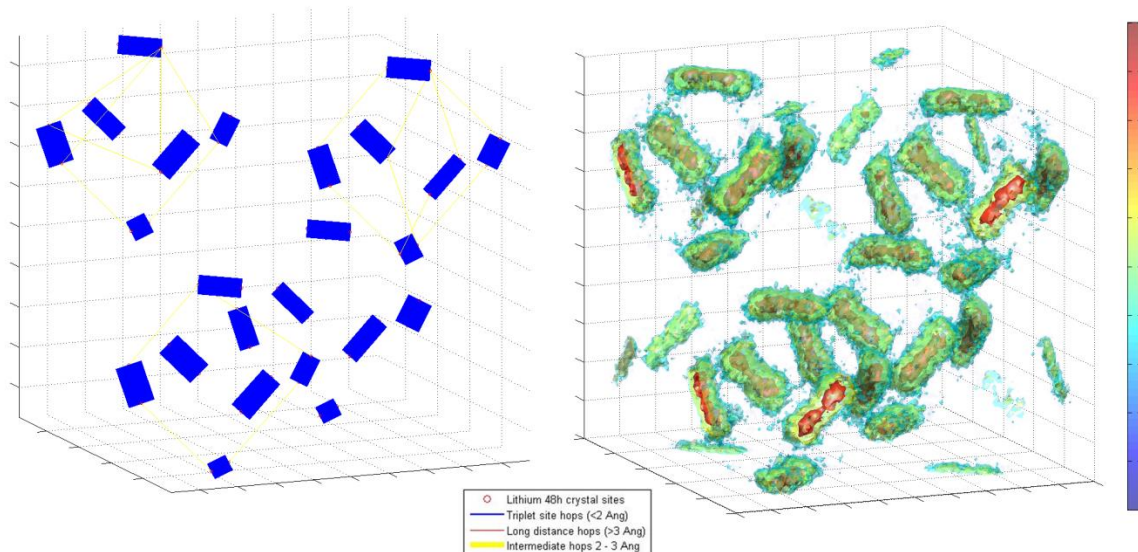 Lithium 48h crystal sites
Triplet site hops (<2 Ang)
Long distance hops (>3 Ang)
Intermediate hops 2 - 3 Ang